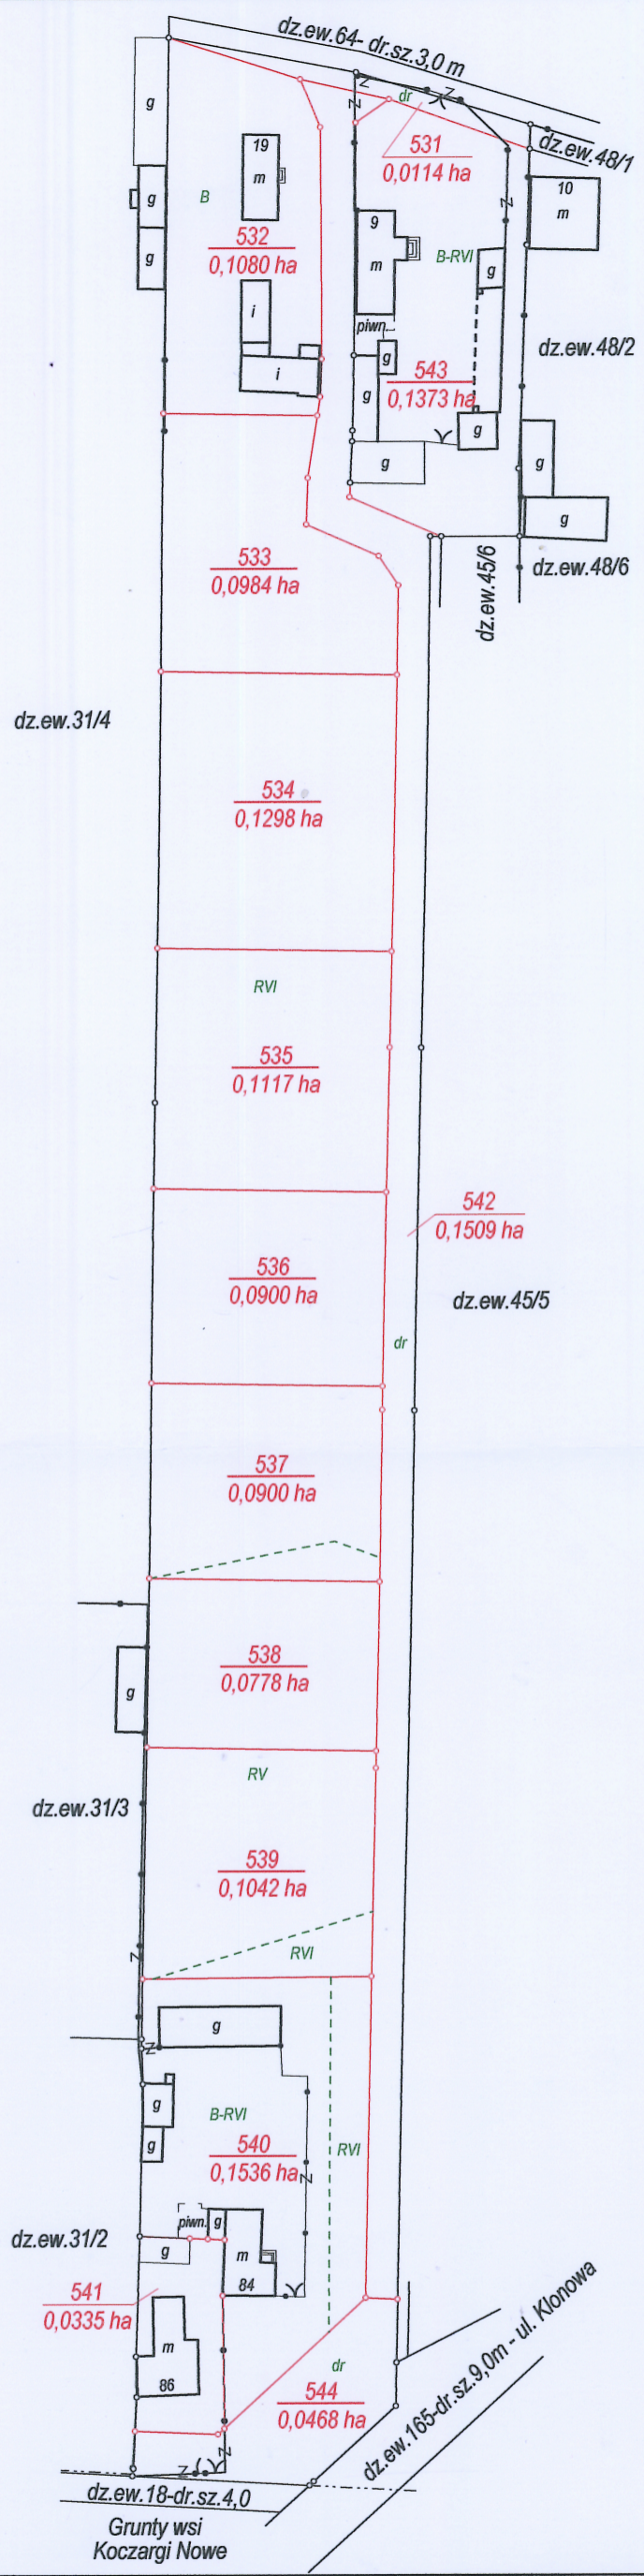 dz.ew.64- dr.sz.3,0 m
g
dr
531
0,0114 ha
dz.ew.48/1
19
m
g
B
10
m
532
0,1080 ha
9
m
B-RVI
g
g
i
piwn.
g
dz.ew.48/2
i
543
0,1373 ha
g
g
g
g
g
533
0,0984 ha
dz.ew.45/6
dz.ew.48/6
dz.ew.31/4
534
0,1298 ha
RVI
535
0,1117 ha
542
0,1509 ha
536
0,0900 ha
dz.ew.45/5
dr
537
0,0900 ha
538
0,0778 ha
g
RV
dz.ew.31/3
539
0,1042 ha
RVI
g
g
B-RVI
g
540
0,1536 ha
RVI
piwn.
g
dz.ew.31/2
g
m
84
541
0,0335 ha
m
86
dr
544
0,0468 ha
dz.ew.165-dr.sz.9,0m - ul. Klonowa
dz.ew.18-dr.sz.4,0
Grunty wsi
Koczargi Nowe